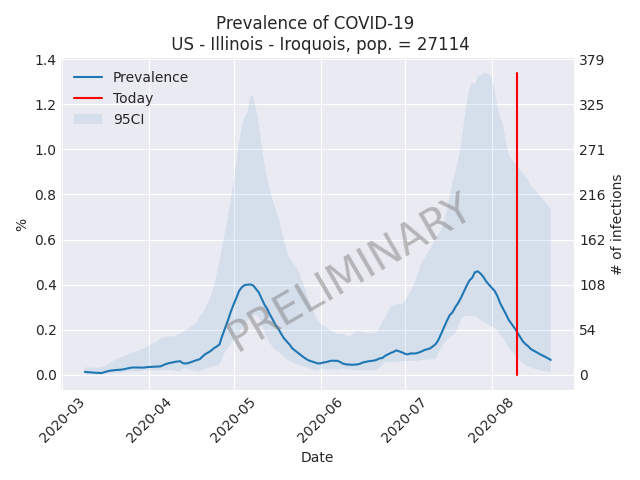 Prevalence of COVID-19
US - Illinois - Iroquois, pop. = 27114
Prevalence
Today
95CI
PRELIMINARY
%
1.4
1.2
1.0
0.8
0.6
0.4
0.2
0.0
379
325
271
216
162
108
54
0
# of infections
2020-03
2020-04
2020-05
2020-06
2020-07
2020-08
Date